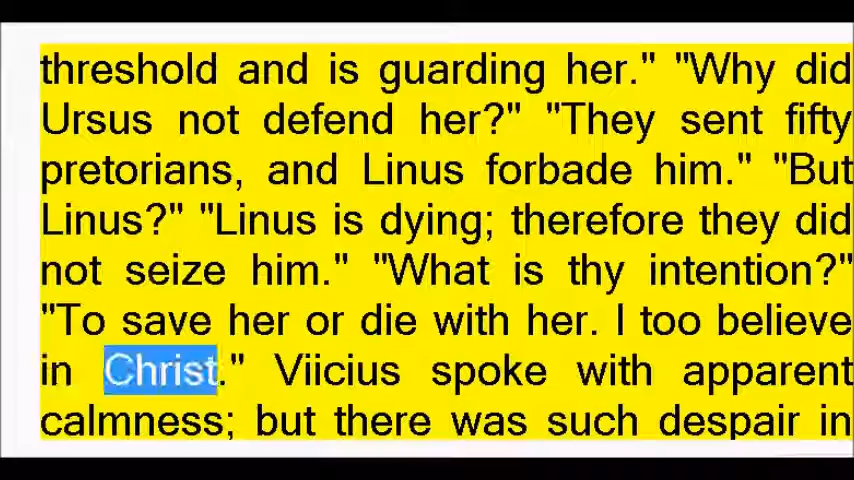 threshold and is guarding her." "Why did
Ursus not defend her?" "They sent fifty
pretorians, and Linus forbade him." "But
Linus?" "Linus is dying; therefore they did
not seize him." "What is thy intention?"
"To save her or die with her. I too believe
in Christ." Viicius spoke with apparent
calmness; but there was such despair in